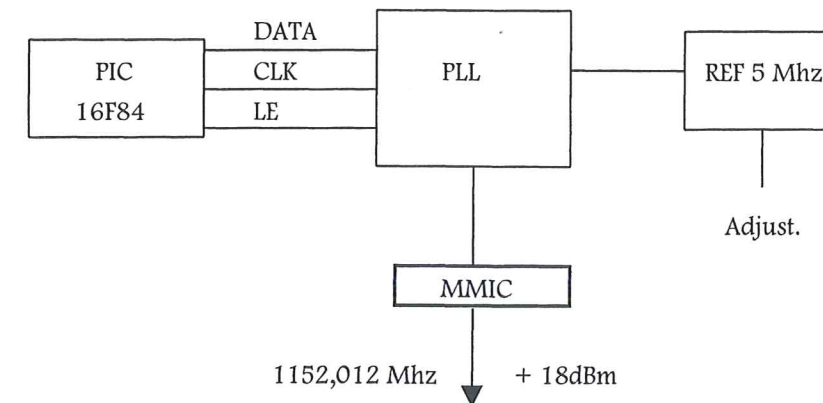 DATA
PIC
16F84
CLK
LE
PLL
REF 5 Mhz
Adjust.
MMIC
1152,012 Mhz + 18dBm